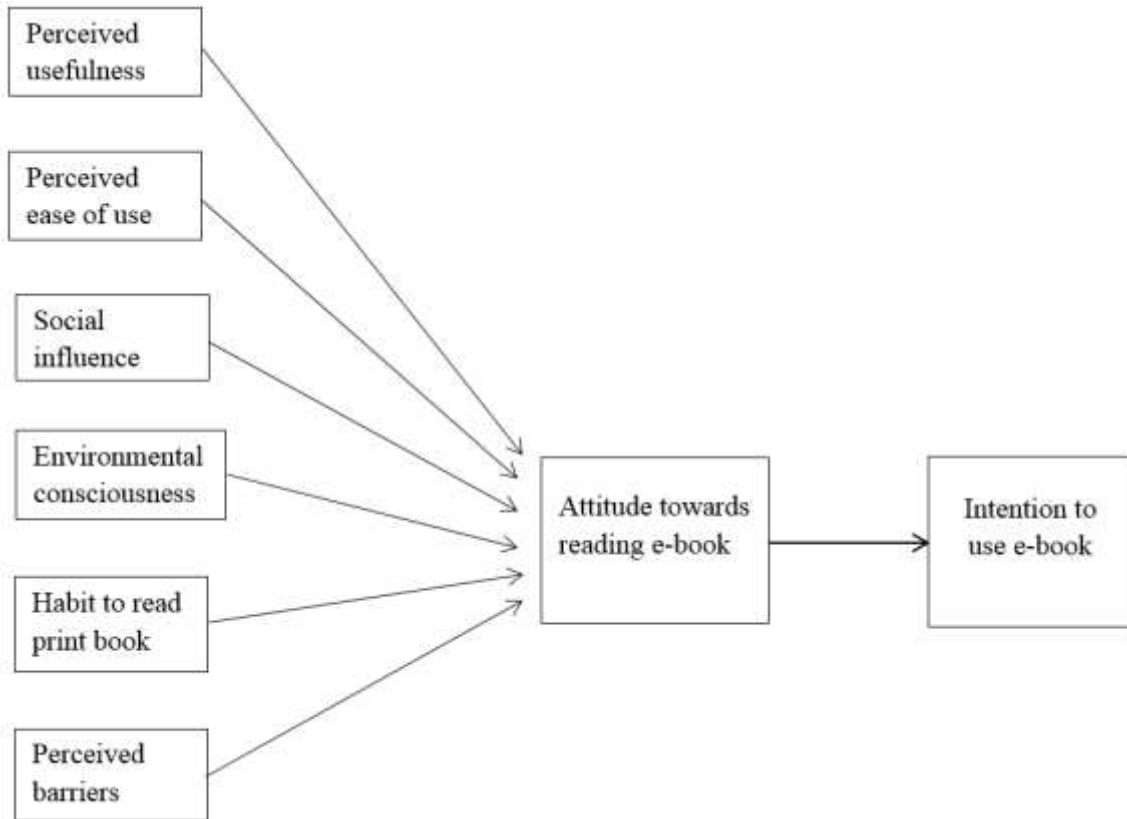 Perceived
usefulness
Perceived
ease of use
Social
influence
Environmental
consciousness
Habit to read
print book
Perceived
barriers
Attitude towards
reading e-book
Intention to
use e-book